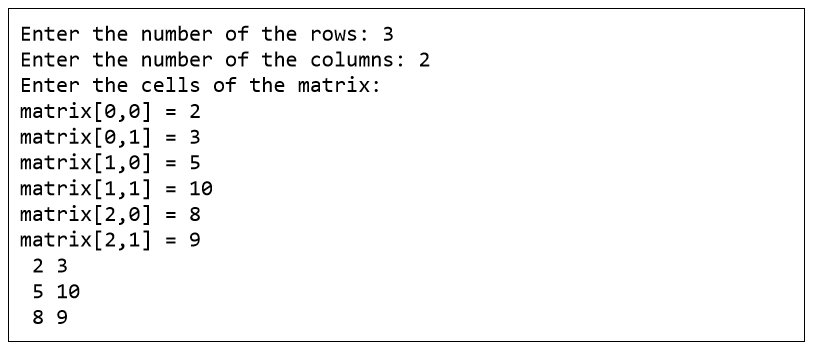 Enter the number of the rows: 3
Enter the number of the columns: 2
Enter the cells of the matrix:
matrix[0,0] = 2
matrix[0,1] = 3
matrix[1,0] = 5
matrix[1,1] = 10
matrix[2,0] = 8
matrix[2,1] = 9
 2 3
 5 10
 8 9